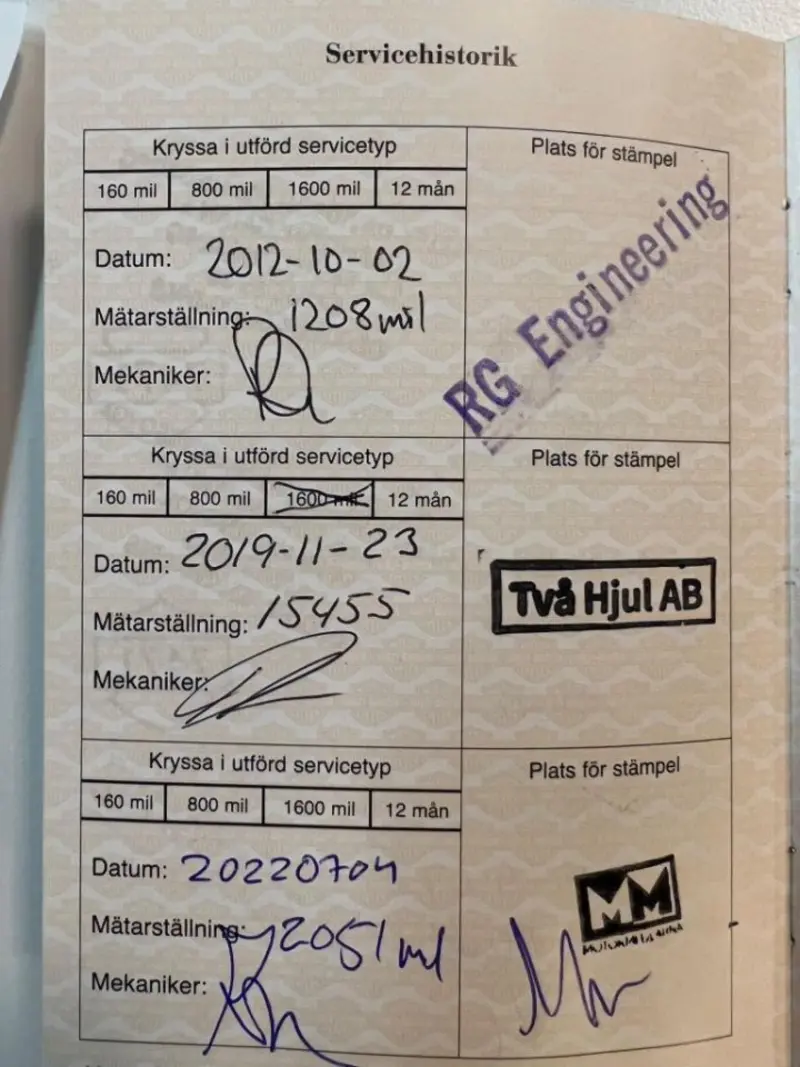 Servicehistorik
Kryssa i utförd servicetyp
Plats för stämpel
160 mil 800 mil 1600 mil 12 mån
Datum: 2012-10-02
Mätarställning: 1208 mil
Mekaniker:
RG Engineering
Kryssa i utförd servicetyp
Plats för stämpel
160 mil 800 mil 1600 mil 12 mån
Datum: 2019-11-23
Mätarställning: 15455
Mekaniker:
Två Hjul AB
Kryssa i utförd servicetyp
Plats för stämpel
160 mil 800 mil 1600 mil 12 mån
Datum: 20220704
Mätarställning: 2051 mil
Mekaniker:
MM